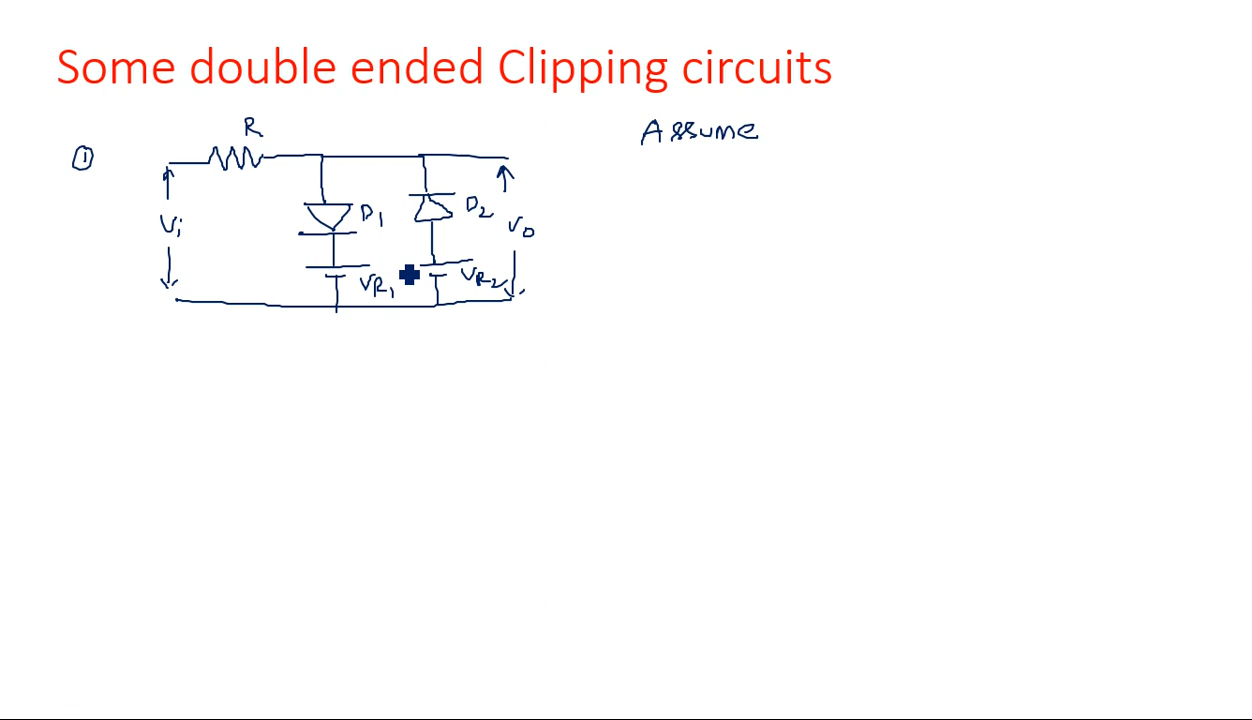 Some double ended Clipping circuits
R
Assume
①
D1
D2
Vi
Vo
VR1
VR2